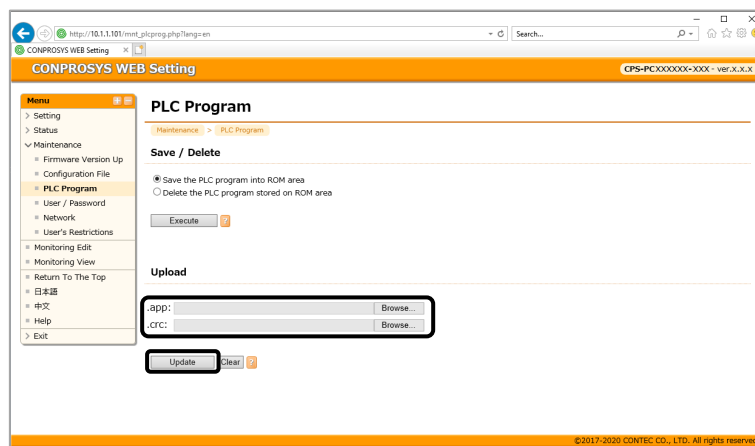 http://10.1.1.101/mnt_plcprog.php?lang=en
Search...
CONPROSYS WEB Setting
CONPROSYS WEB Setting
CPS-PCXXXXXX-XXX - ver.x.x.x
Menu
Setting
Status
Maintenance
Firmware Version Up
Configuration File
PLC Program
User / Password
Network
User's Restrictions
Monitoring Edit
Monitoring View
Return To The Top
日本語
中文
Help
Exit
PLC Program
Maintenance > PLC Program
Save / Delete
Save the PLC program into ROM area
Delete the PLC program stored on ROM area
Execute ?
Upload
.app: Browse...
.crc: Browse...
Update Clear ?
©2017-2020 CONTEC CO., LTD. All rights reserve